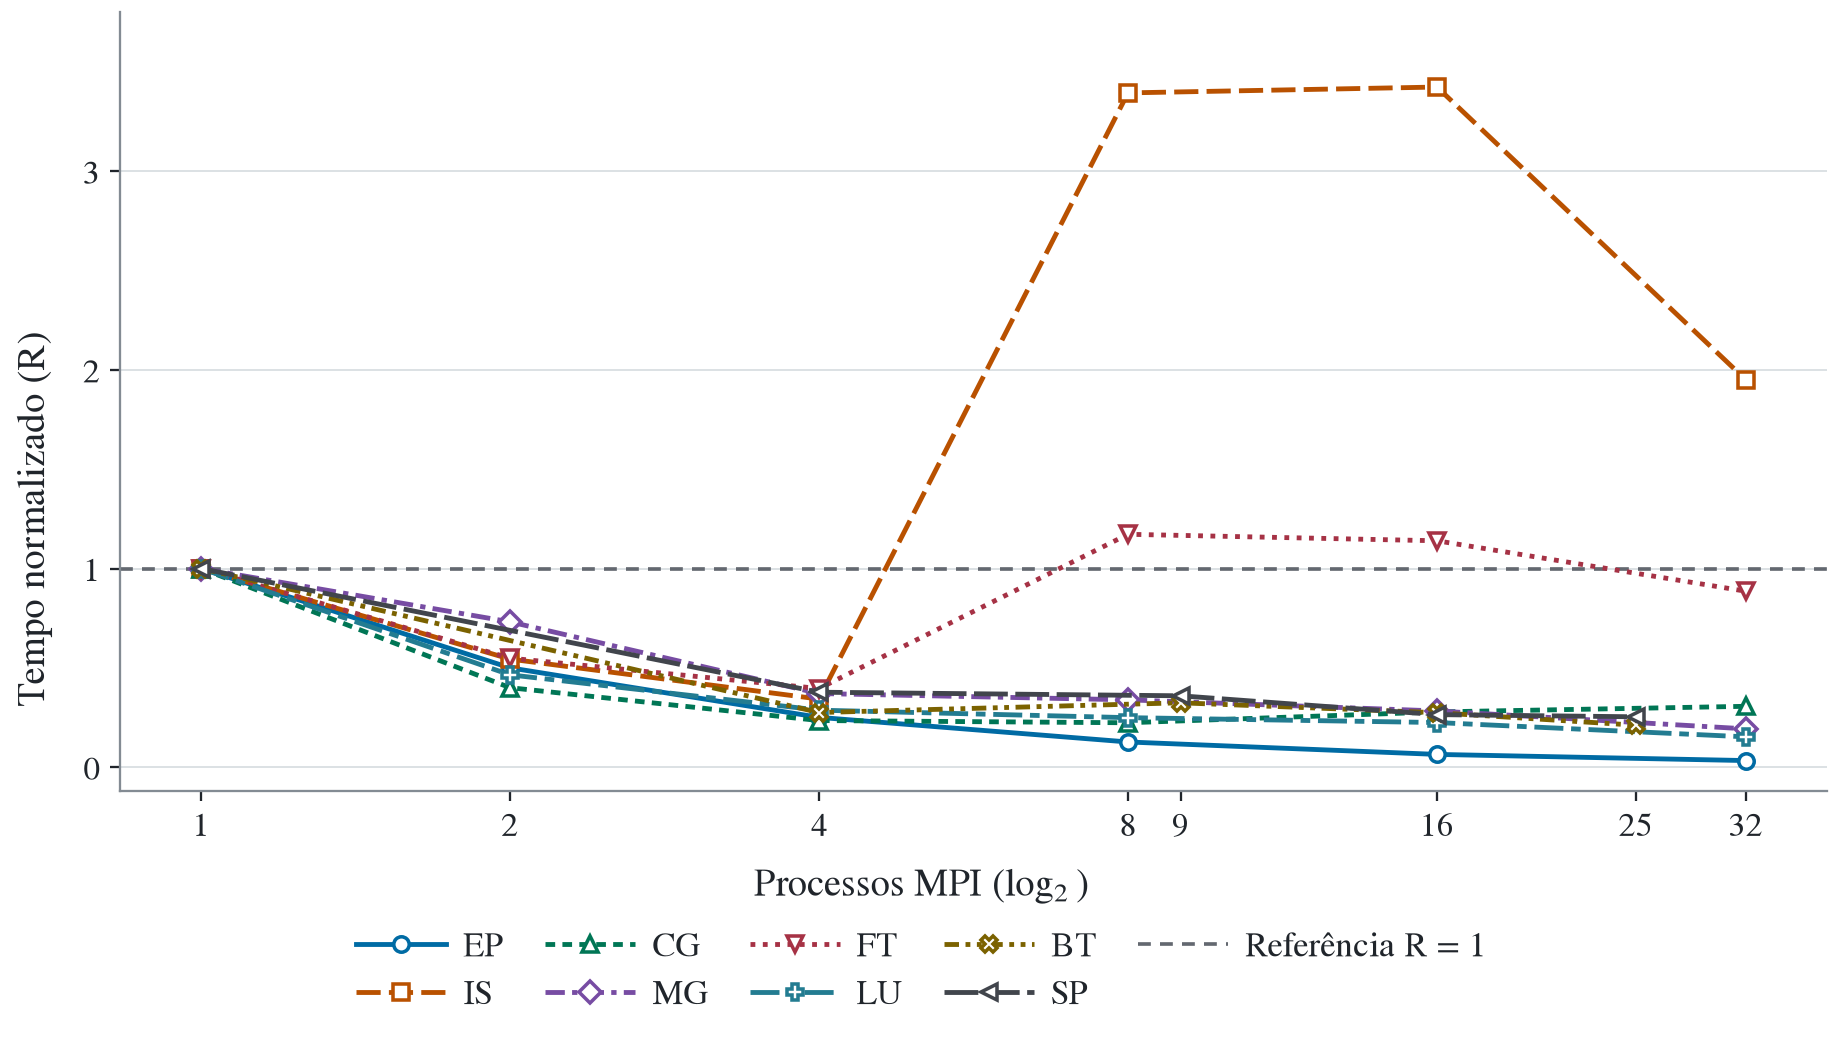 Tempo normalizado (R)
3
2
1
0
1 2 4 8 9 16 25 32
Processos MPI (log₂ )
EP CG FT BT Referência R = 1
IS MG LU SP